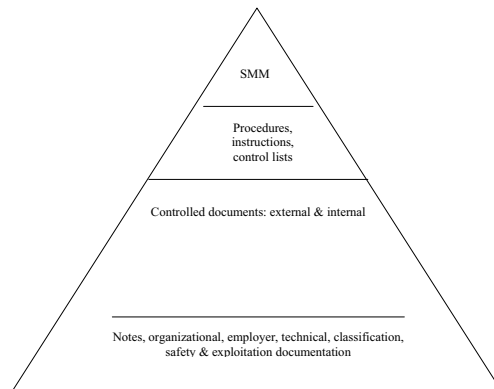 SMM
Procedures,
instructions,
control lists
Controlled documents: external & internal
Notes, organizational, employer, technical, classification,
safety & exploitation documentation